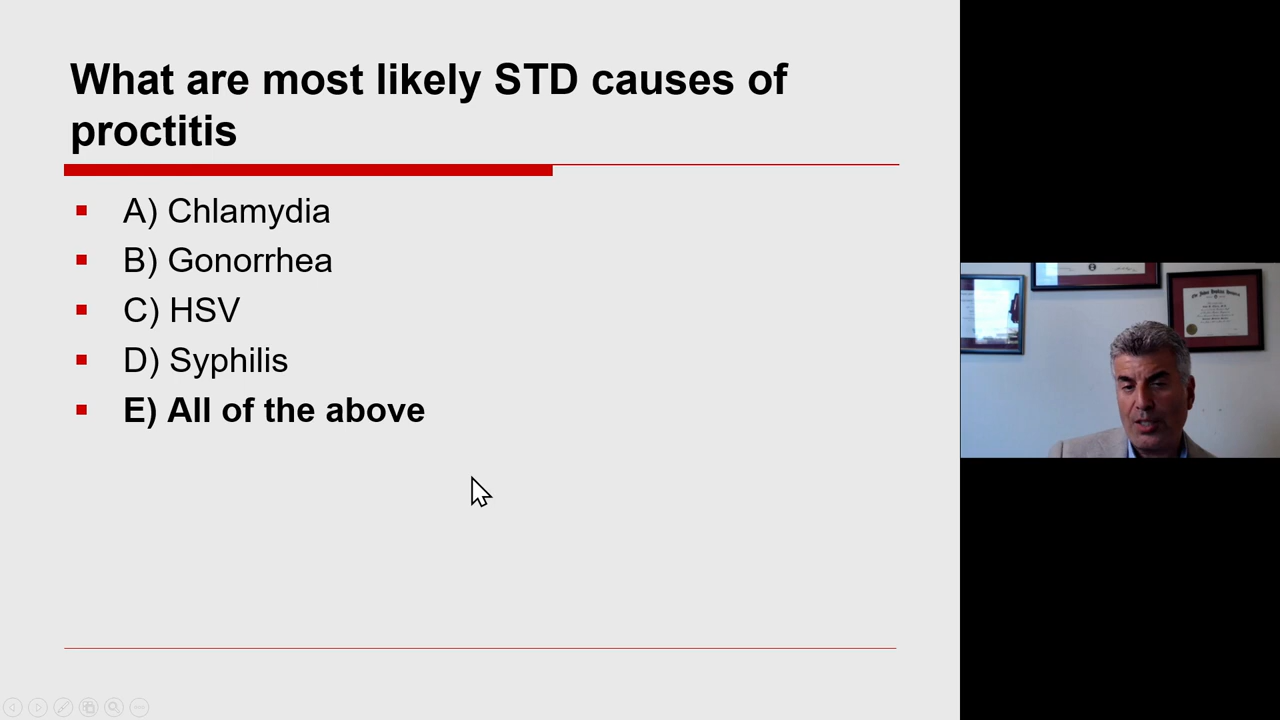 What are most likely STD causes of
proctitis
A) Chlamydia
B) Gonorrhea
C) HSV
D) Syphilis
E) All of the above